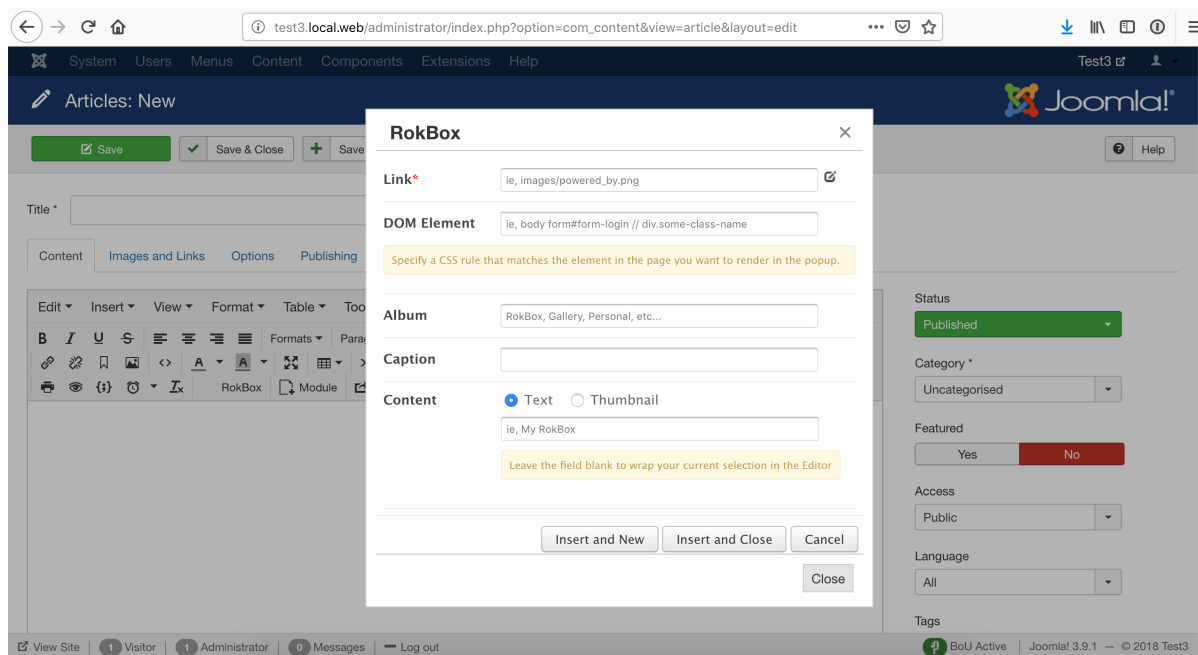 test3.local.web/administrator/index.php?option=com_content&view=article&layout=edit
System Users Menus Content Components Extensions Help
Test3
Articles: New
Joomla!®
Save
Save & Close
Save
Help
RokBox
Link*
ie, images/powered_by.png
DOM Element
ie, body form#form-login // div.some-class-name
Specify a CSS rule that matches the element in the page you want to render in the popup.
Album
RokBox, Gallery, Personal, etc...
Caption
Content
Text Thumbnail
ie, My RokBox
Leave the field blank to wrap your current selection in the Editor
Insert and New Insert and Close Cancel
Close
Title *
Content Images and Links Options Publishing
Edit Insert View Format Table Too
B I U S Formats Para
A A
RokBox Module
Status
Published
Category *
Uncategorised
Featured
Yes No
Access
Public
Language
All
Tags
View Site 1 Visitor 1 Administrator 0 Messages Log out
BoU Active Joomla! 3.9.1 — © 2018 Test3